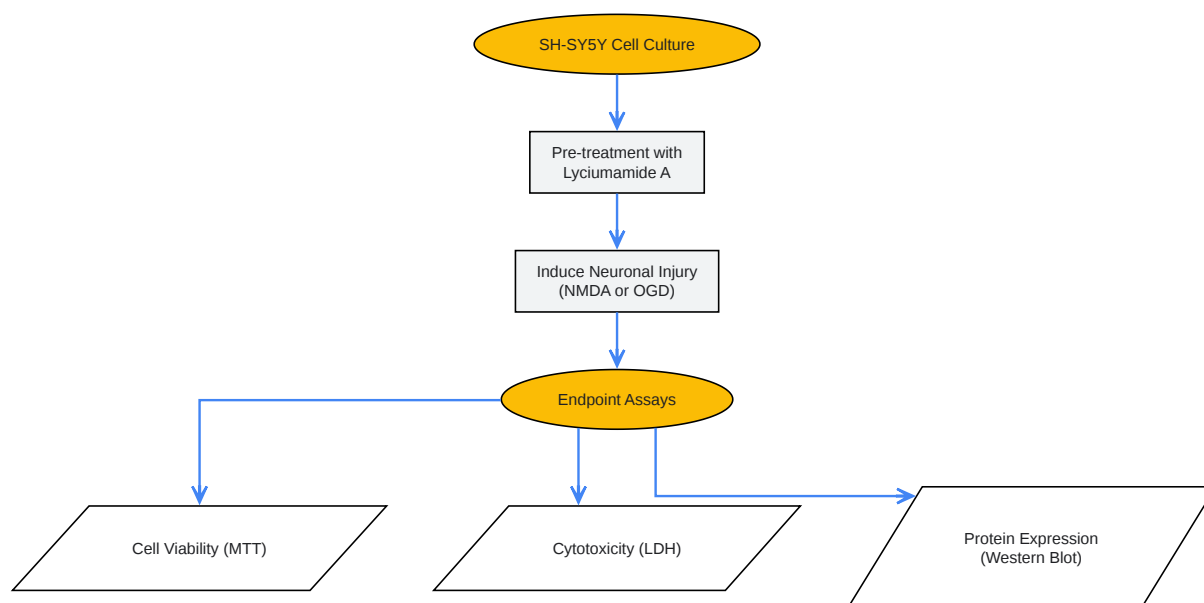 SH-SY5Y Cell Culture
Pre-treatment with
Lyciumamide A
Induce Neuronal Injury
(NMDA or OGD)
Endpoint Assays
Cell Viability (MTT)
Cytotoxicity (LDH)
Protein Expression
(Western Blot)